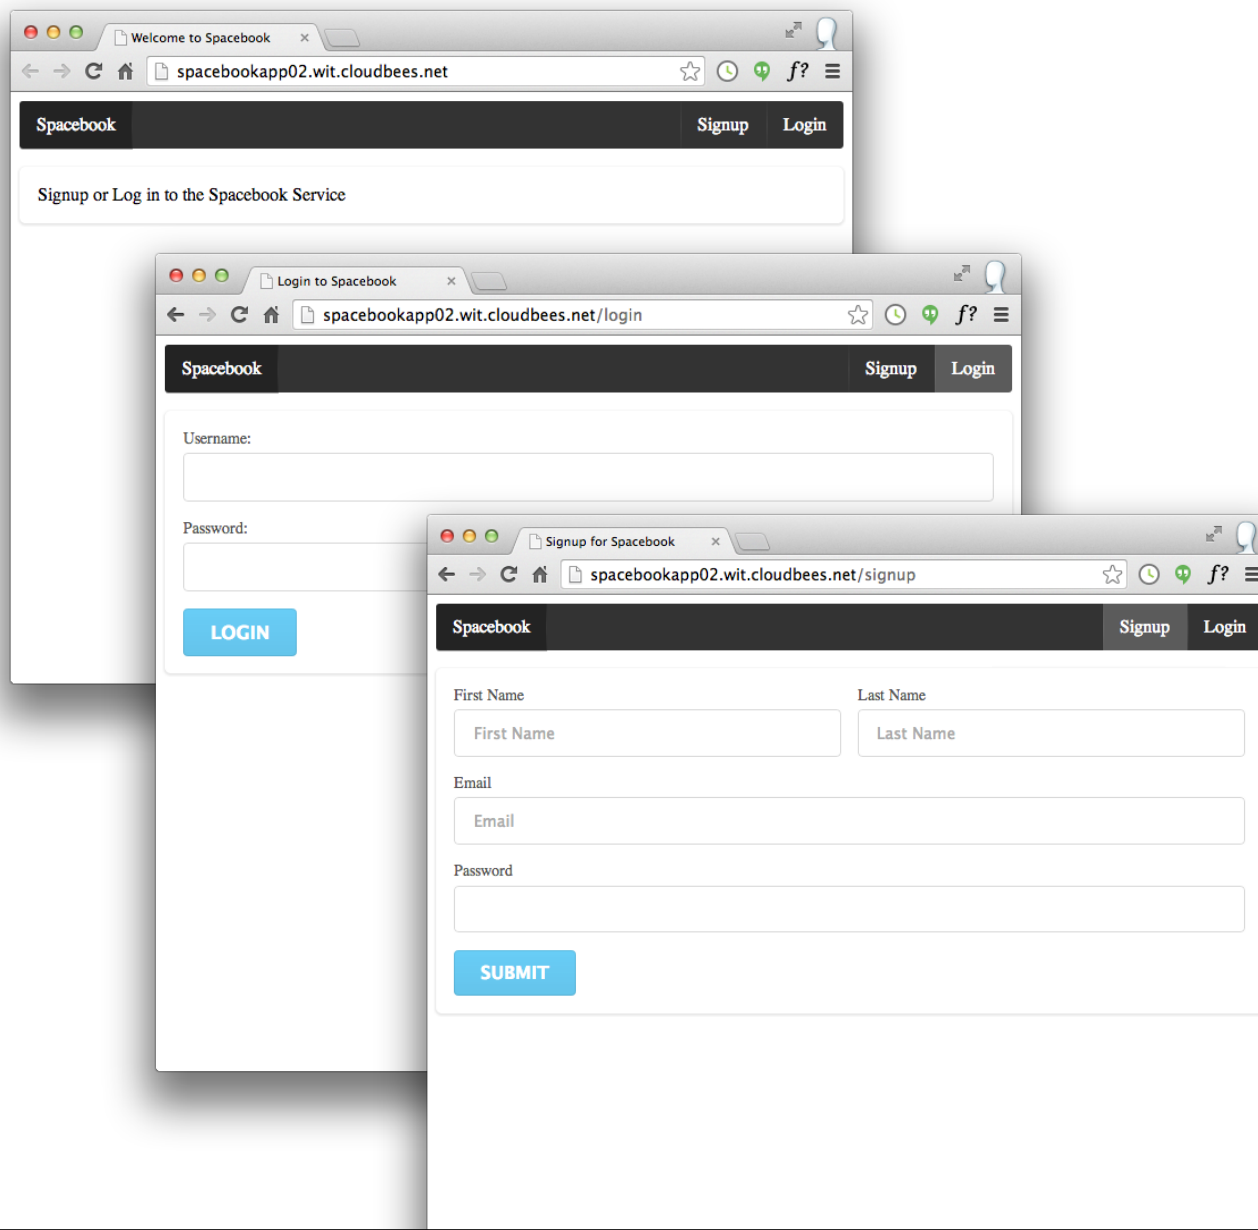 Welcome to Spacebook
spacebookapp02.wit.cloudbees.net
f?
Spacebook Signup Login
Signup or Log in to the Spacebook Service
Login to Spacebook
spacebookapp02.wit.cloudbees.net/login
f?
Spacebook Signup Login
Username:
Password:
LOGIN
Signup for Spacebook
spacebookapp02.wit.cloudbees.net/signup
f?
Spacebook Signup Login
First Name Last Name
First Name Last Name
Email
Email
Password
SUBMIT